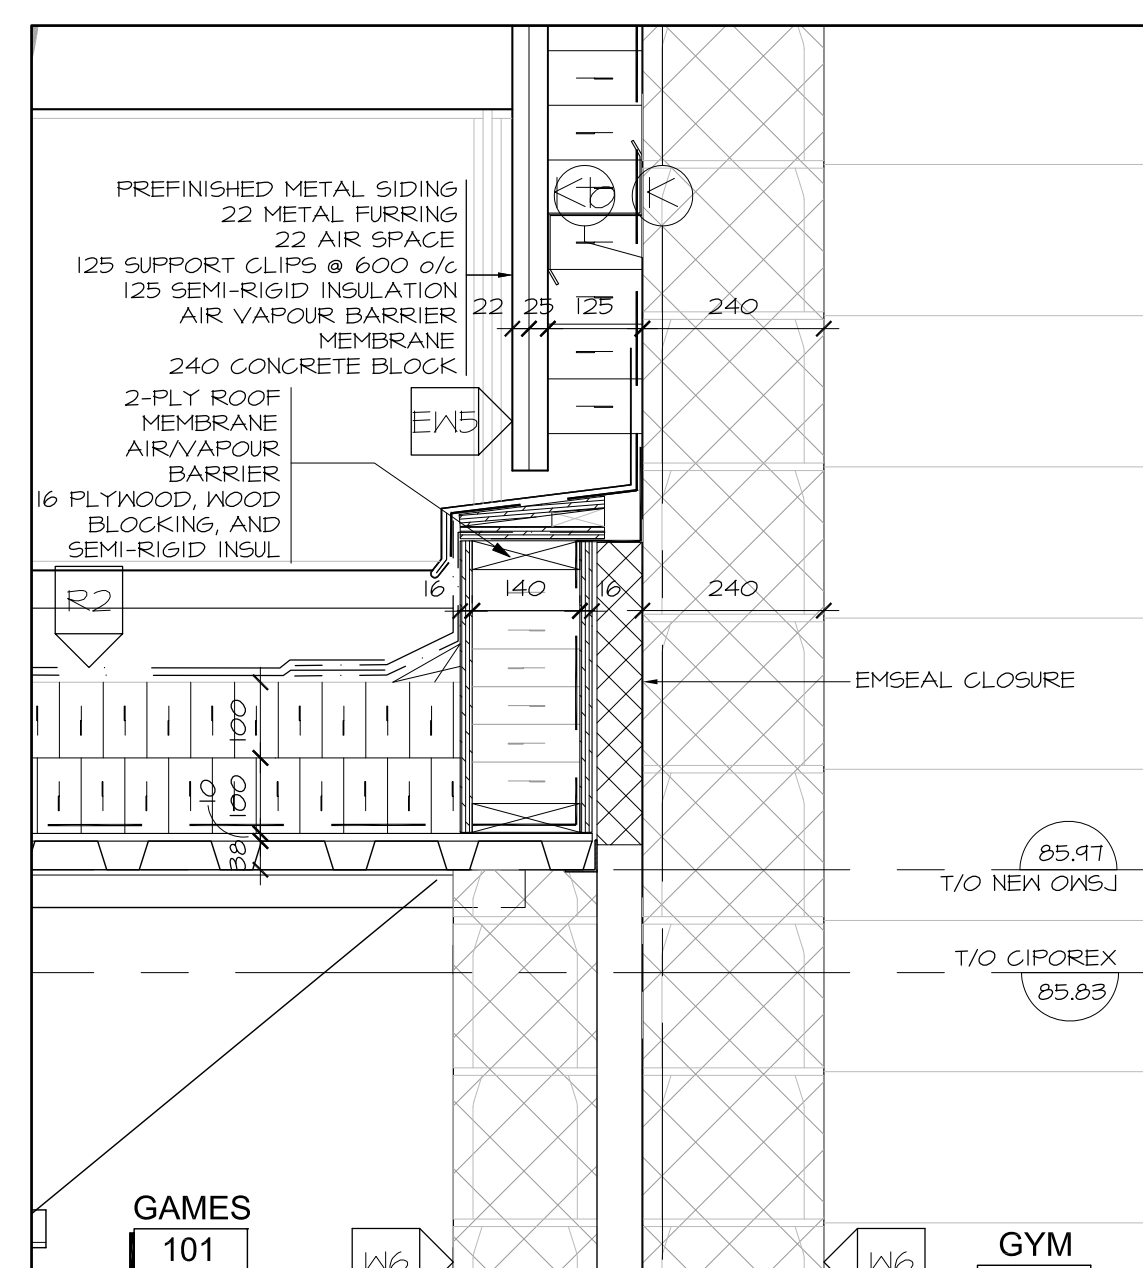 PREFINISHED METAL SIDING
22 METAL FURRING
22 AIR SPACE
125 SUPPORT CLIPS @ 600 o/c
125 SEMI-RIGID INSULATION
AIR VAPOUR BARRIER
MEMBRANE
240 CONCRETE BLOCK
22 25 125 240
2-PLY ROOF
MEMBRANE
AIR/VAPOUR
BARRIER
16 PLYWOOD, WOOD
BLOCKING, AND
SEMI-RIGID INSUL
EW5
R2
16 140 16 240
EMSEAL CLOSURE
100
100
10
38
85.97
T/O NEW OWSJ
T/O CIPOREX
85.83
GAMES
101
W6
W6
GYM